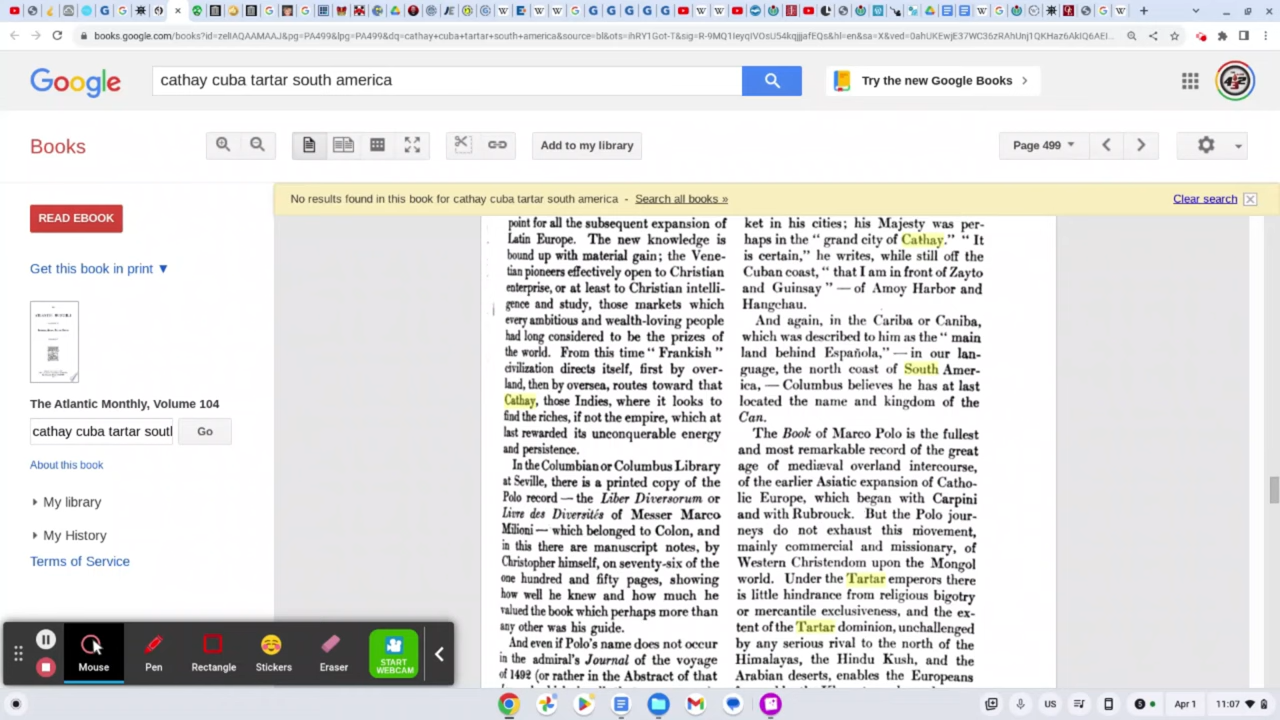 books.google.com/books?id=zellAQAAMAAJ&pg=PA499&lpg=PA499&dq=cathay+cuba+tartar+south+america&source=bl&ots=ihRY1Got-T&sig=
Google
cathay cuba tartar south america
Try the new Google Books
Books
Add to my library
Page 499
No results found in this book for cathay cuba tartar south america - Search all books »
Clear search
READ EBOOK
Get this book in print ▼
The Atlantic Monthly, Volume 104
cathay cuba tartar sout
Go
About this book
My library
My History
Terms of Service
point for all the subsequent expansion of
Latin Europe. The new knowledge is
bound up with material gain; the Vene-
tian pioneers effectively open to Christian
enterprise, or at least to Christian intelli-
gence and study, those markets which
every ambitious and wealth-loving people
had long considered to be the prizes of
the world. From this time “ Frankish ”
civilization directs itself, first by over-
land, then by oversea, routes toward that
Cathay, those Indies, where it looks to
find the riches, if not the empire, which at
last rewarded its unconquerable energy
and persistence.
In the Columbian or Columbus Library
at Seville, there is a printed copy of the
Polo record — the Liber Diversorum or
Livre des Diversités of Messer Marco
Milioni — which belonged to Colon, and
in this there are manuscript notes, by
Christopher himself, on seventy-six of the
one hundred and fifty pages, showing
how well he knew and how much he
valued the book which perhaps more than
any other was his guide.
And even if Polo's name does not occur
in the admiral's Journal of the voyage
of 1492 (or rather in the Abstract of that
ket in his cities; his Majesty was per-
haps in the “ grand city of Cathay.” “ It
is certain,” he writes, while still off the
Cuban coast, “ that I am in front of Zayto
and Guinsay ” — of Amoy Harbor and
Hangchau.
And again, in the Cariba or Caniba,
which was described to him as the “ main
land behind Española,” — in our lan-
guage, the north coast of South Amer-
ica, — Columbus believes he has at last
located the name and kingdom of the
Can.
The Book of Marco Polo is the fullest
and most remarkable record of the great
age of mediæval overland intercourse,
of the earlier Asiatic expansion of Catho-
lic Europe, which began with Carpini
and with Rubrouck. But the Polo jour-
neys do not exhaust this movement,
mainly commercial and missionary, of
Western Christendom upon the Mongol
world. Under the Tartar emperors there
is little hindrance from religious bigotry
or mercantile exclusiveness, and the ex-
tent of the Tartar dominion, unchallenged
by any serious rival to the north of the
Himalayas, the Hindu Kush, and the
Arabian deserts, enables the Europeans
Mouse
Pen
Rectangle
Stickers
Eraser
START
WEBCAM
US
Apr 1
11:07